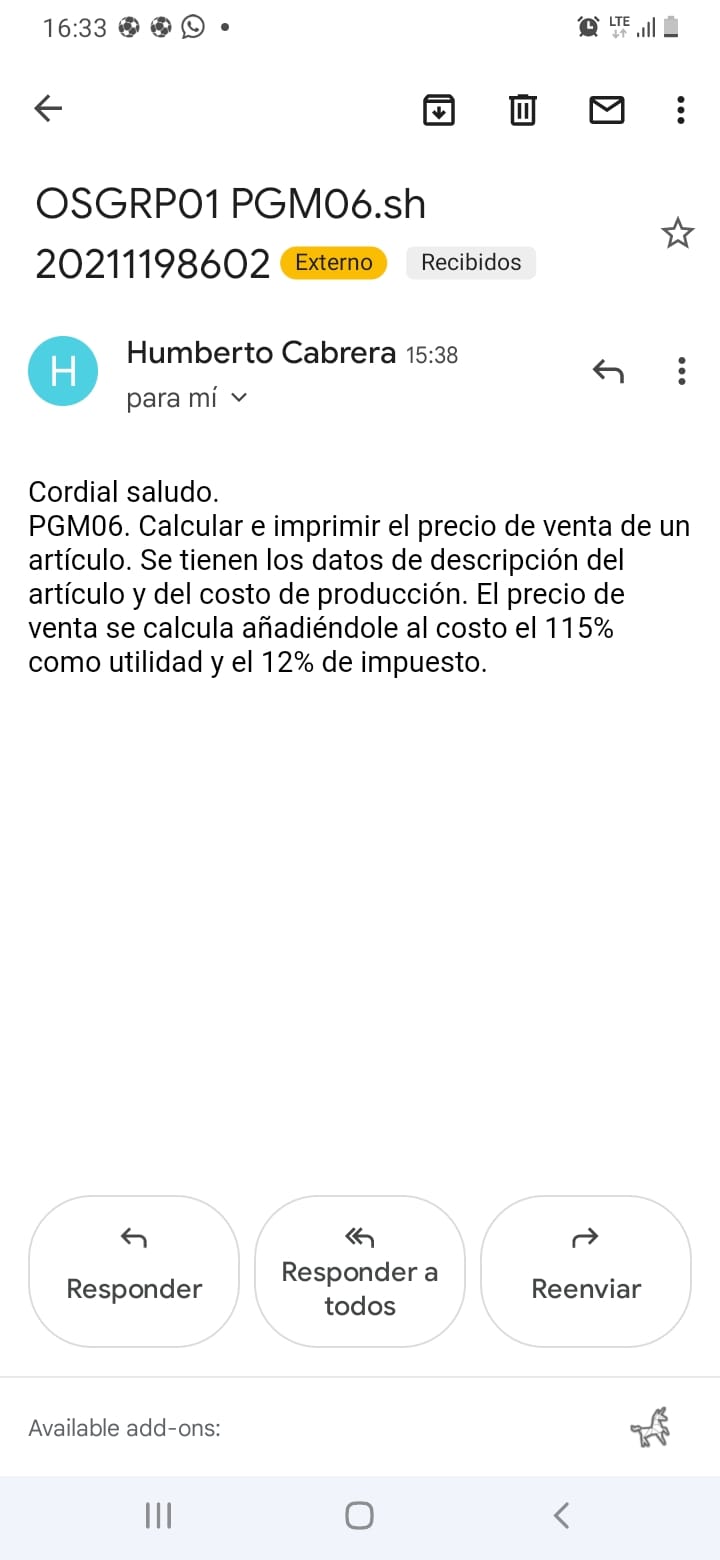 16:33
LTE
OSGRP01 PGM06.sh
20211198602 Externo Recibidos
H
Humberto Cabrera 15:38
para mí
Cordial saludo.
PGM06. Calcular e imprimir el precio de venta de un
artículo. Se tienen los datos de descripción del
artículo y del costo de producción. El precio de
venta se calcula añadiéndole al costo el 115%
como utilidad y el 12% de impuesto.
Responder
Responder a
todos
Reenviar
Available add-ons: